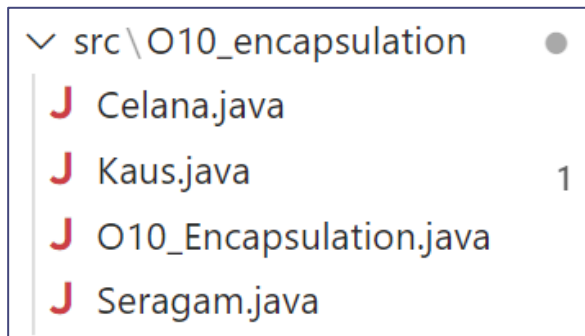 src\O10_encapsulation
J Celana.java
J Kaus.java 1
J O10_Encapsulation.java
J Seragam.java